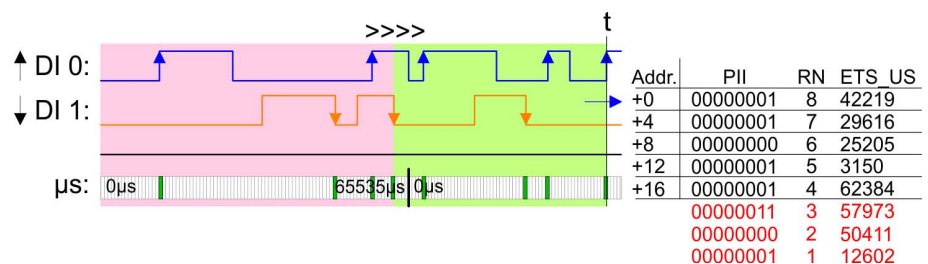 >>>> t
DI 0:
DI 1:
µs: 0µs 65535µs 0µs
Addr. PII RN ETS_US
+0 00000001 8 42219
+4 00000001 7 29616
+8 00000000 6 25205
+12 00000001 5 3150
+16 00000001 4 62384
00000011 3 57973
00000000 2 50411
00000001 1 12602